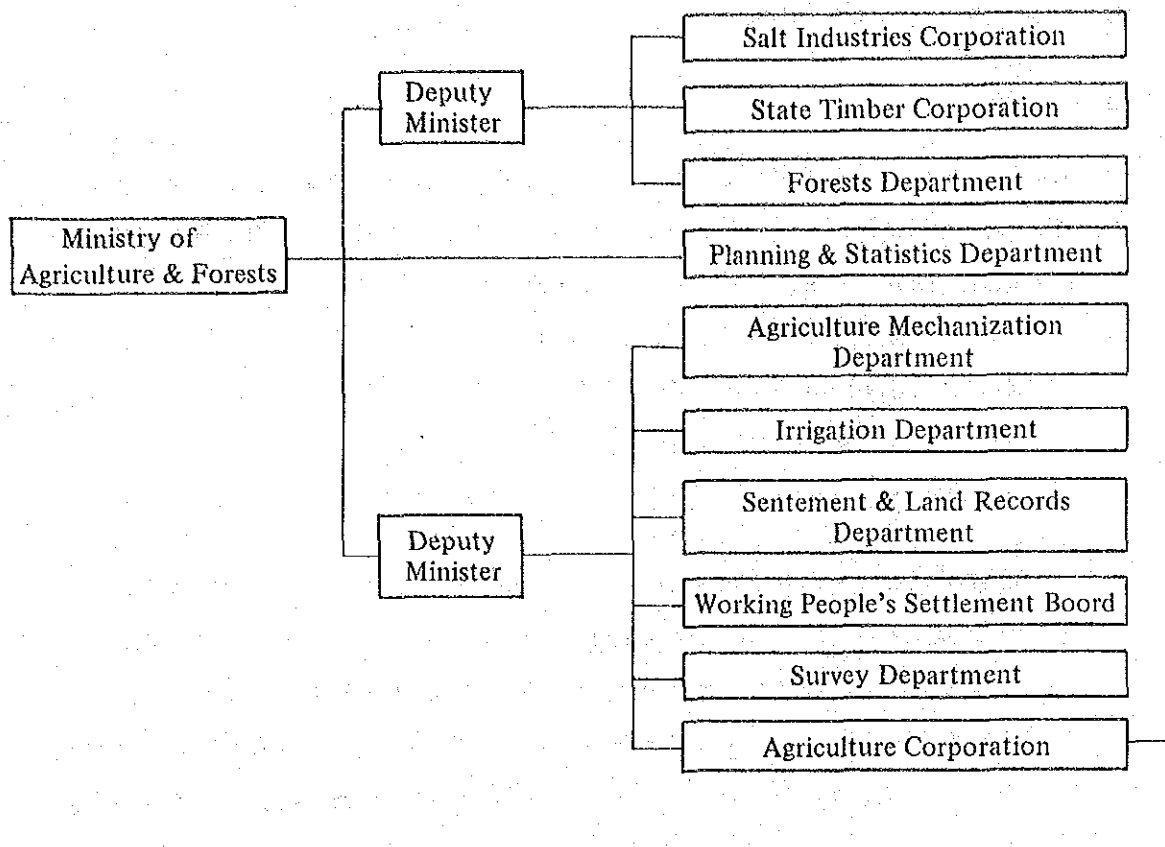 Salt Industries Corporation
Deputy
Minister
State Timber Corporation
Forests Department
Ministry of
Agriculture & Forests
Planning & Statistics Department
Agriculture Mechanization
Department
Irrigation Department
Sentement & Land Records
Department
Deputy
Minister
Working People's Settlement Boord
Survey Department
Agriculture Corporation